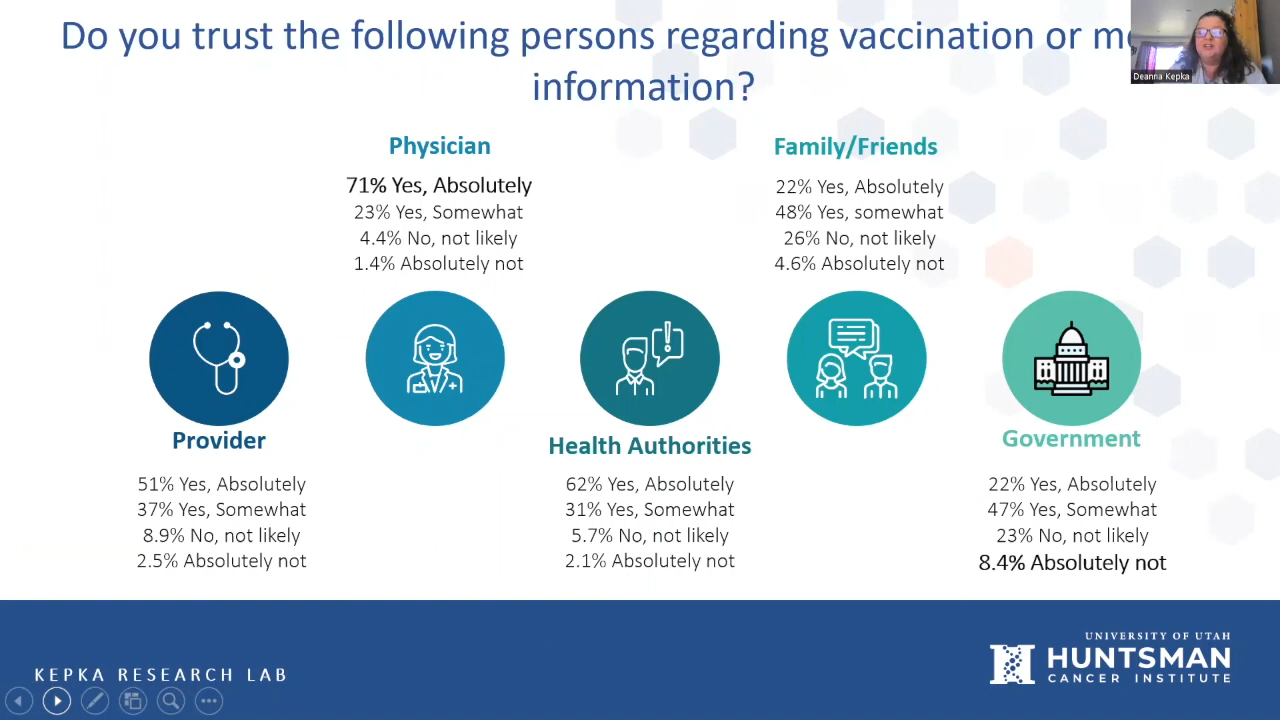 Do you trust the following persons regarding vaccination or
information?
Deanna Kepka
Physician
71% Yes, Absolutely
23% Yes, Somewhat
4.4% No, not likely
1.4% Absolutely not
Family/Friends
22% Yes, Absolutely
48% Yes, somewhat
26% No, not likely
4.6% Absolutely not
Provider
51% Yes, Absolutely
37% Yes, Somewhat
8.9% No, not likely
2.5% Absolutely not
Health Authorities
62% Yes, Absolutely
31% Yes, Somewhat
5.7% No, not likely
2.1% Absolutely not
Government
22% Yes, Absolutely
47% Yes, Somewhat
23% No, not likely
8.4% Absolutely not
KEPKA RESEARCH LAB
UNIVERSITY OF UTAH
HUNTSMAN
CANCER INSTITUTE